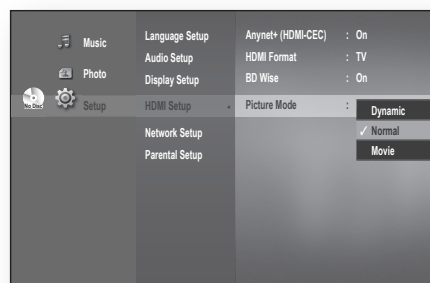 Music
Photo
No Disc
Setup
Language Setup
Audio Setup
Display Setup
HDMI Setup
Network Setup
Parental Setup
Anynet+ (HDMI-CEC) : On
HDMI Format : TV
BD Wise : On
Picture Mode :
Dynamic
✓ Normal
Movie